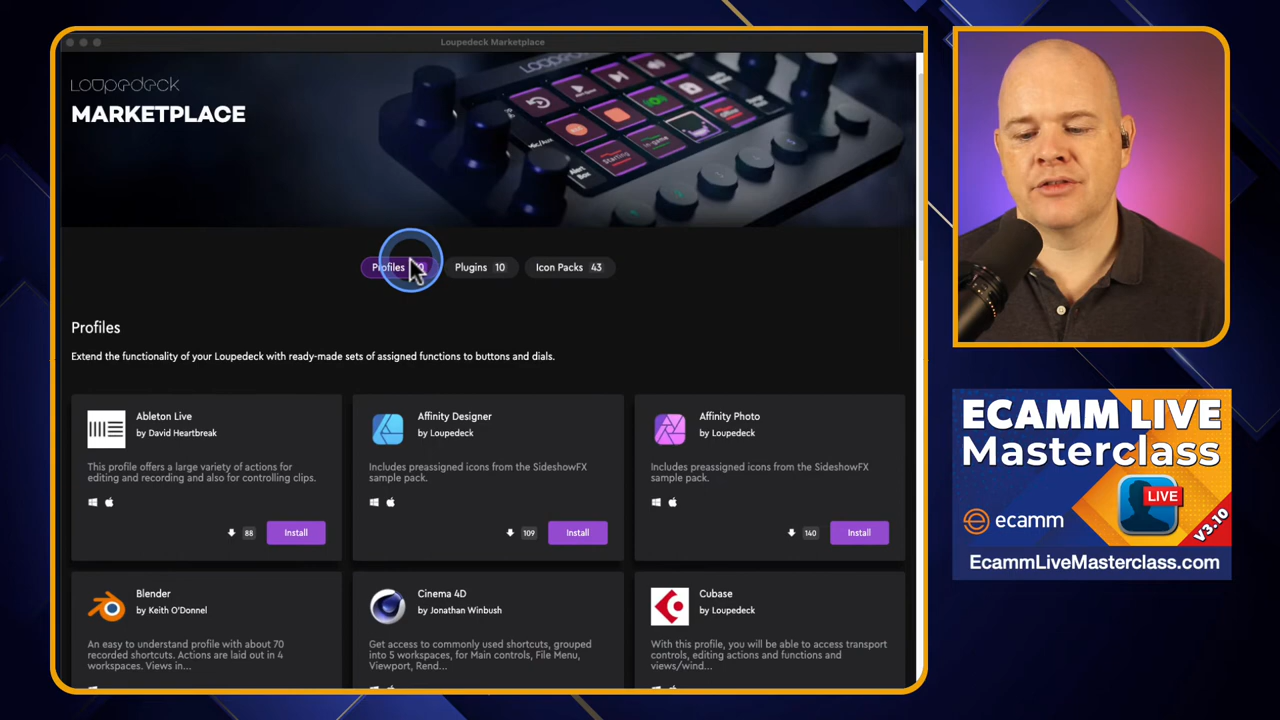 Loupedeck Marketplace
Loupedeck
MARKETPLACE
Misc/Auto
Starting
In-game
Offline
Alert
Box
Profiles
Plugins 10
Icon Packs 43
Profiles
Extend the functionality of your Loupedeck with ready-made sets of assigned functions to buttons and dials.
Ableton Live
by David Heartbreak
This profile offers a large variety of actions for
editing and recording and also for controlling clips.
88 Install
Affinity Designer
by Loupedeck
Includes preassigned icons from the SideshowFX
sample pack.
109 Install
Affinity Photo
by Loupedeck
Includes preassigned icons from the SideshowFX
sample pack.
140 Install
Blender
by Keith O'Donnel
An easy to understand profile with about 70
recorded shortcuts. Actions are laid out in 4
workspaces. Views in...
Cinema 4D
by Jonathan Winbush
Get access to commonly used shortcuts, grouped
into 5 workspaces, for Main controls, File Menu,
Viewport, Rend...
Cubase
by Loupedeck
With this profile, you will be able to access transport
controls, editing actions and functions and
views/wind...
ECAMM LIVE
Masterclass
LIVE
ecamm
v3.10
EcammLiveMasterclass.com